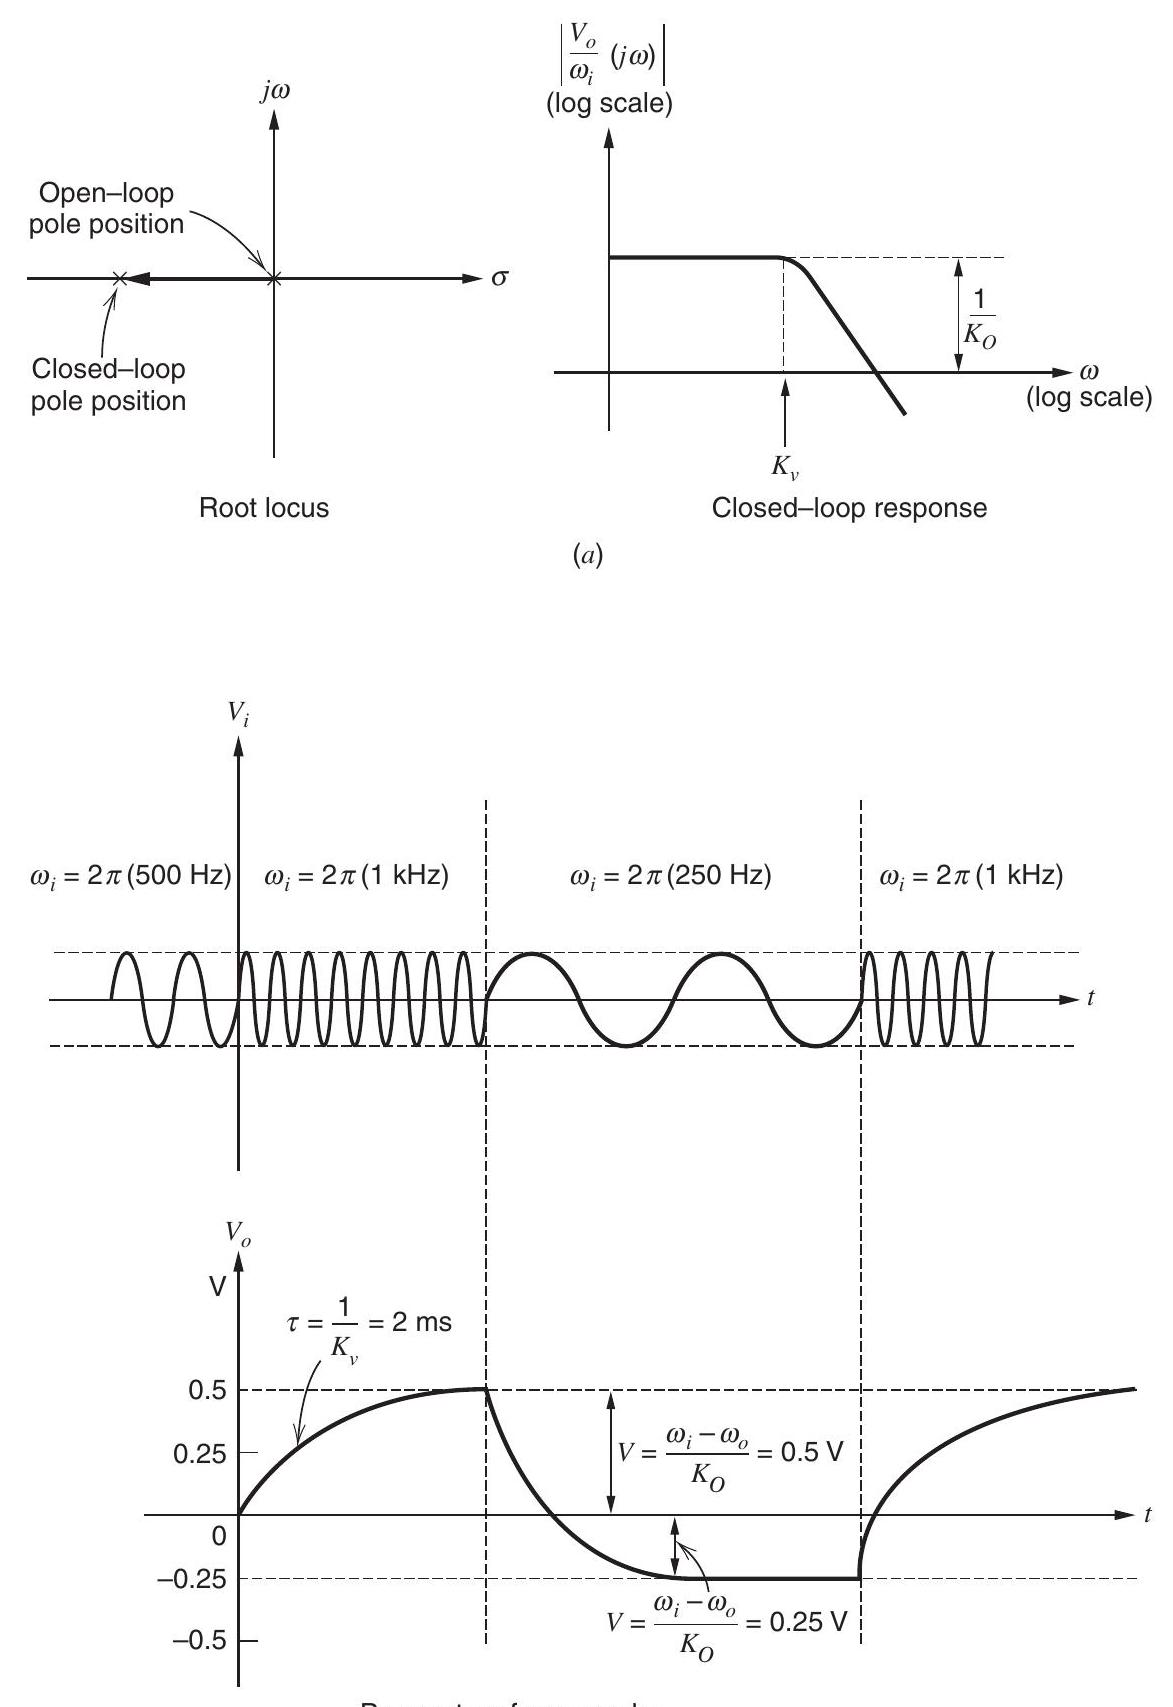 jω
Open–loop
pole position
σ
Closed–loop
pole position
Root locus
|V_o/ω_i (jω)|
(log scale)
1/K_O
ω
(log scale)
K_v
Closed–loop response
(a)
V_i
ω_i = 2π(500 Hz)
ω_i = 2π(1 kHz)
ω_i = 2π(250 Hz)
ω_i = 2π(1 kHz)
t
V_o
V
τ = 1/K_v = 2 ms
0.5
0.25
0
–0.25
–0.5
V = (ω_i – ω_o)/K_O = 0.5 V
t
V = (ω_i – ω_o)/K_O = 0.25 V